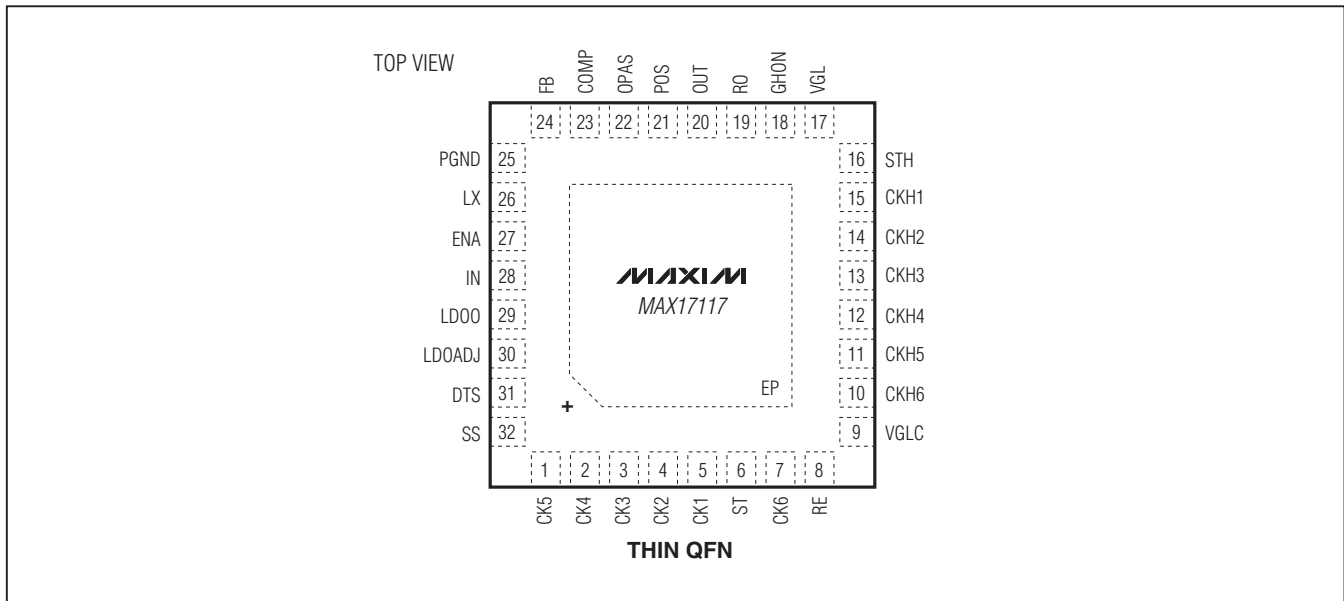 TOP VIEW
FB COMP OPAS POS OUT RO GHON VGL
24 23 22 21 20 19 18 17
PGND 25 16 STH
LX 26 15 CKH1
ENA 27 14 CKH2
IN 28 13 CKH3
LDOO 29 12 CKH4
LDOADJ 30 11 CKH5
DTS 31 10 CKH6
SS 32 9 VGLC
MAXIM
MAX17117
EP
+
1 2 3 4 5 6 7 8
CK5 CK4 CK3 CK2 CK1 ST CK6 RE
THIN QFN